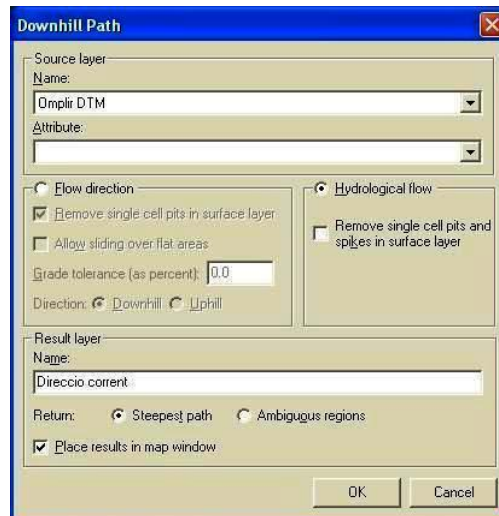 Downhill Path
Source layer
Name:
Omplir DTM
Attribute:
Flow direction
Remove single cell pits in surface layer
Allow sliding over flat areas
Grade tolerance (as percent): 0.0
Direction: Downhill Uphill
Hydrological flow
Remove single cell pits and
spikes in surface layer
Result layer
Name:
Direccio corrent
Return: Steepest path Ambiguous regions
Place results in map window
OK Cancel